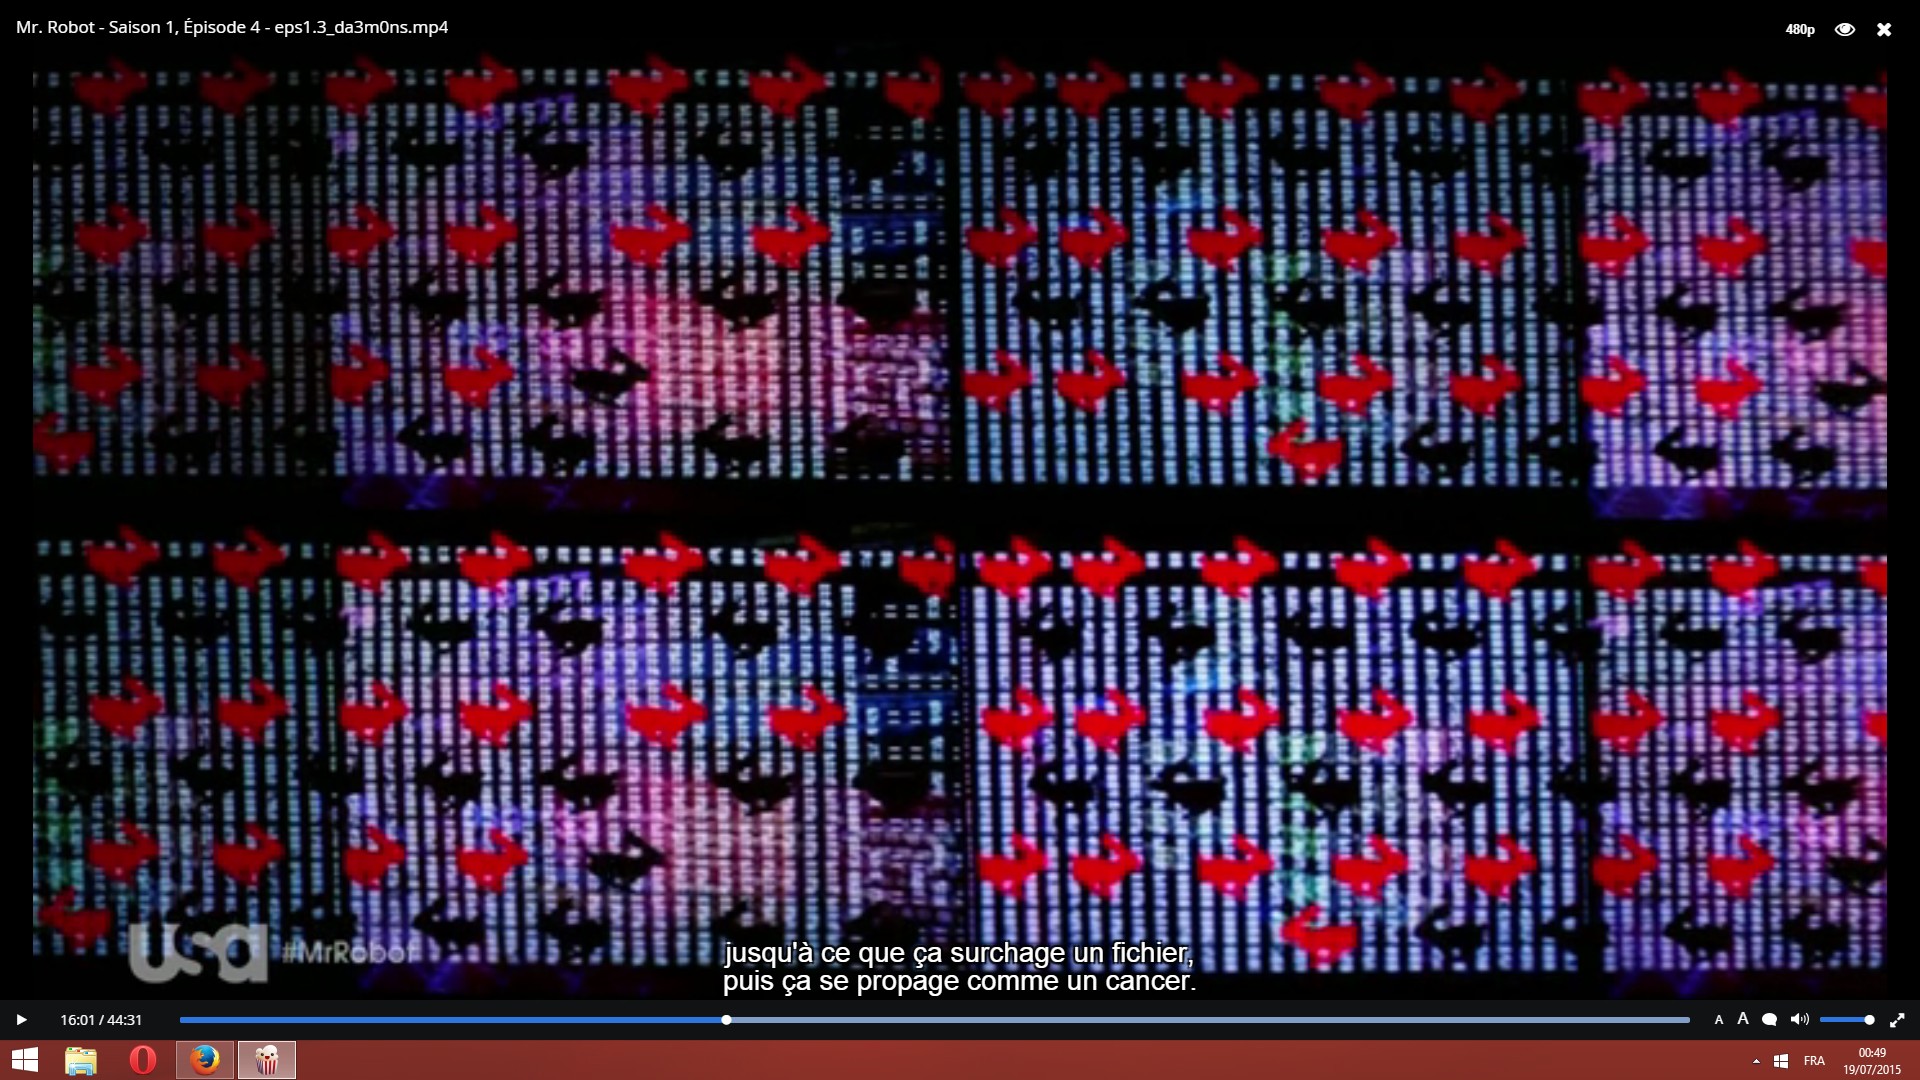 Mr. Robot - Saison 1, Épisode 4 - eps1.3_da3m0ns.mp4
480p
usa #MrRobot
jusqu'à ce que ça surchage un fichier,
puis ça se propage comme un cancer.
16:01 / 44:31
A A
FRA
00:49
19/07/2015